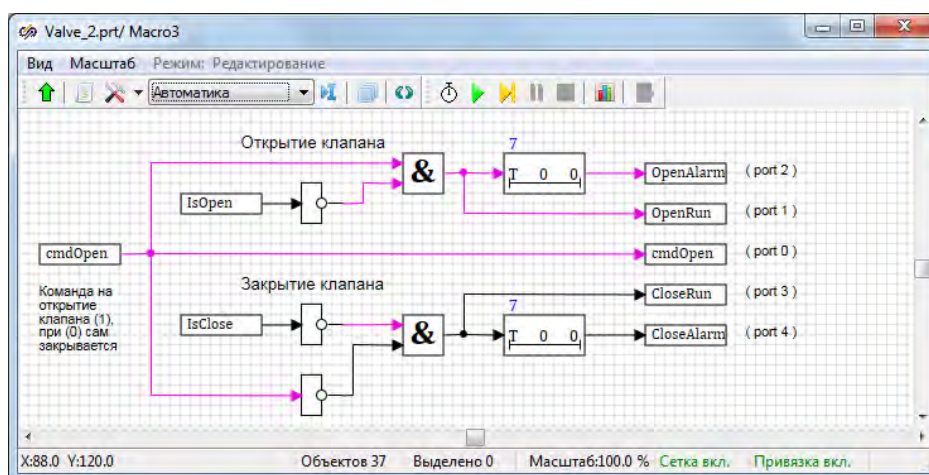 Valve_2.prt/ Macro3
Вид Масштаб Режим: Редактирование
Автоматика
Открытие клапана
7
& T 0 0 OpenAlarm ( port 2 )
IsOpen OpenRun ( port 1 )
cmdOpen cmdOpen ( port 0 )
Закрытие клапана
CloseRun ( port 3 )
Команда на
открытие
клапана (1),
при (0) сам
закрывается
7
IsClose & T 0 0 CloseAlarm ( port 4 )
X:88.0 Y:120.0 Объектов 37 Выделено 0 Масштаб:100.0 % Сетка вкл. Привязка вкл.